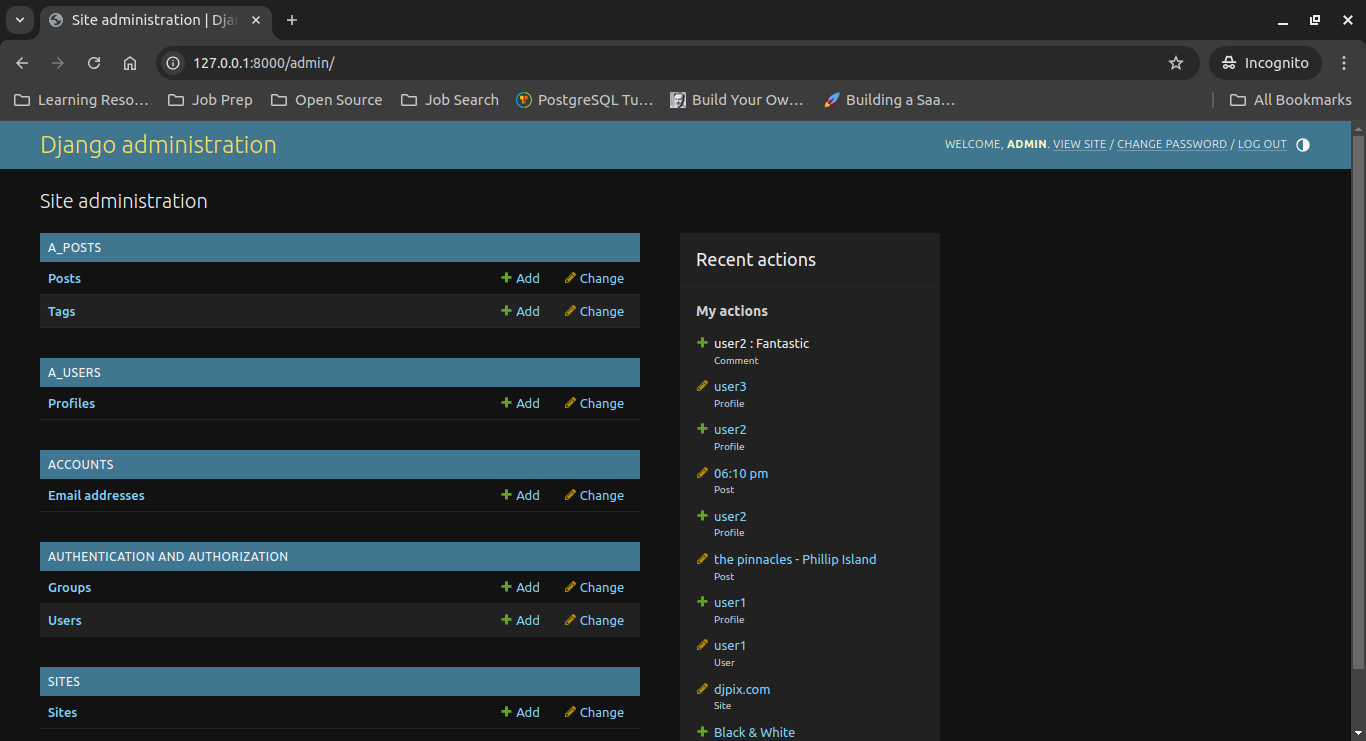 Site administration | Dja
127.0.0.1:8000/admin/
Incognito
Learning Reso…
Job Prep
Open Source
Job Search
PostgreSQL Tu…
Build Your Ow…
Building a Saa…
All Bookmarks
Django administration
WELCOME, ADMIN. VIEW SITE / CHANGE PASSWORD / LOG OUT
Site administration
A_POSTS
Posts Add Change
Tags Add Change
A_USERS
Profiles Add Change
ACCOUNTS
Email addresses Add Change
AUTHENTICATION AND AUTHORIZATION
Groups Add Change
Users Add Change
SITES
Sites Add Change
Recent actions
My actions
user2 : Fantastic
Comment
user3
Profile
user2
Profile
06:10 pm
Post
user2
Profile
the pinnacles - Phillip Island
Post
user1
Profile
user1
User
djpix.com
Site
Black & White